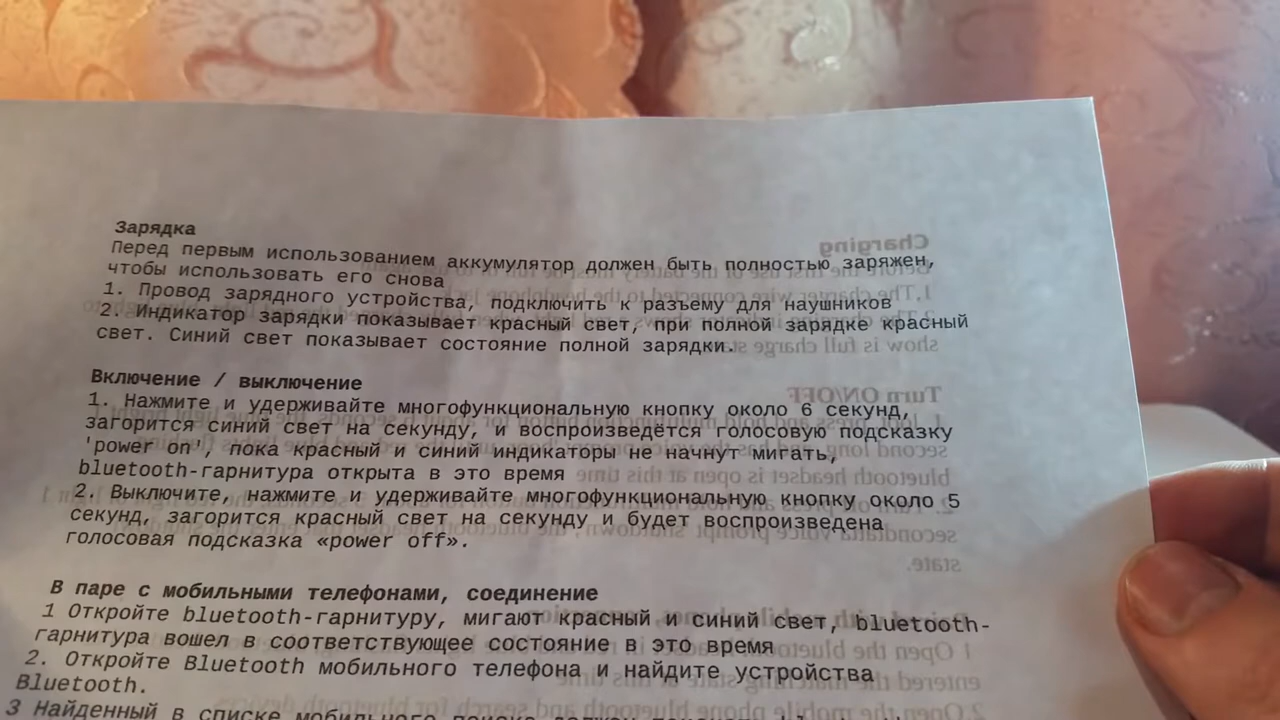 Зарядка
Перед первым использованием аккумулятор должен быть полностью заряжен,
чтобы использовать его снова
1. Провод зарядного устройства, подключить к разъему для наушников
2. Индикатор зарядки показывает красный свет, при полной зарядке красный
свет. Синий свет показывает состояние полной зарядки.
Включение / выключение
1. Нажмите и удерживайте многофункциональную кнопку около 6 секунд,
загорится синий свет на секунду, и воспроизведётся голосовую подсказку
'power on', пока красный и синий индикаторы не начнут мигать,
bluetooth-гарнитура открыта в это время
2. Выключите, нажмите и удерживайте многофункциональную кнопку около 5
секунд, загорится красный свет на секунду и будет воспроизведена
голосовая подсказка «power off».
В паре с мобильными телефонами, соединение
1 Откройте bluetooth-гарнитуру, мигают красный и синий свет, bluetooth-
гарнитура вошел в соответствующее состояние в это время
2. Откройте Bluetooth мобильного телефона и найдите устройства
Bluetooth.
3 Найденный в списке мобильного поиска должен